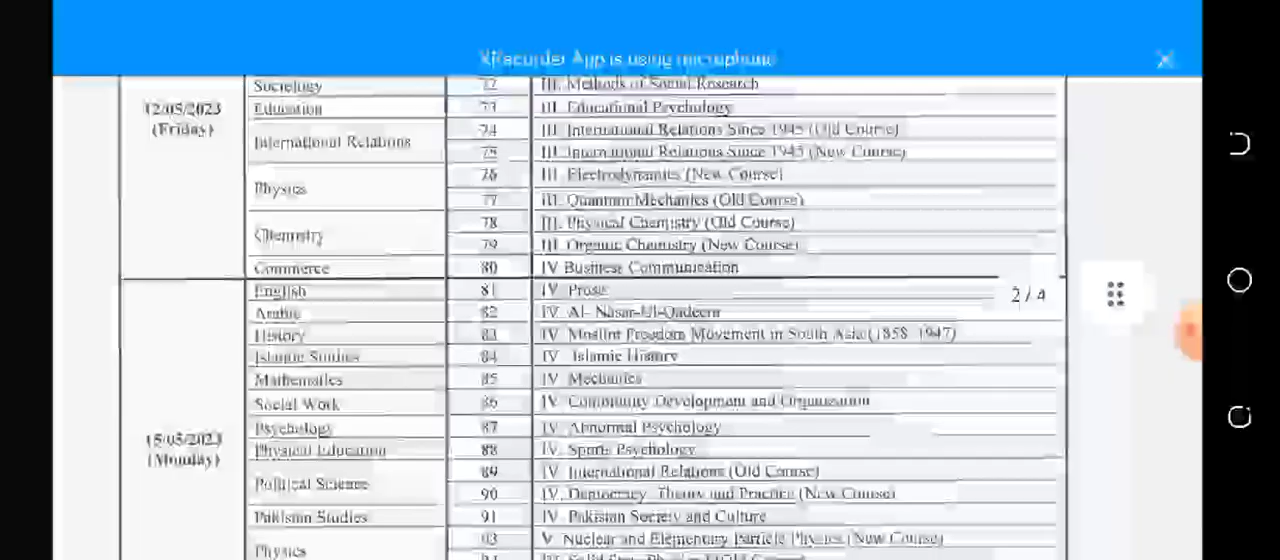 XRecorder App is using microphone
Sociology 72 III. Methods of Social Research
12/05/2023
(Friday)
Education 73 III. Educational Psychology
International Relations 74 III. International Relations Since 1945 (Old Course)
75 III. International Relations Since 1945 (New Course)
Physics 76 III. Electrodynamics (New Course)
77 III. Quantum Mechanics (Old Course)
Chemistry 78 III. Physical Chemistry (Old Course)
79 III. Organic Chemistry (New Course)
Commerce 80 IV Business Communication
2/4
15/05/2023
(Monday)
English 81 IV Prose
Arabic 82 IV. Al- Nasar-Ul-Qadeem
History 83 IV. Muslim Freedom Movement in South Asia (1858-1947)
Islamic Studies 84 IV. Islamic History
Mathematics 85 IV Mechanics
Social Work 86 IV. Community Development and Organization
Psychology 87 IV. Abnormal Psychology
Physical Education 88 IV. Sports Psychology
Political Science 89 IV. International Relations (Old Course)
90 IV. Democracy Theory and Practice (New Course)
Pakistan Studies 91 IV. Pakistan Society and Culture
Physics 93 V Nuclear and Elementary Particle Physics (New Course)